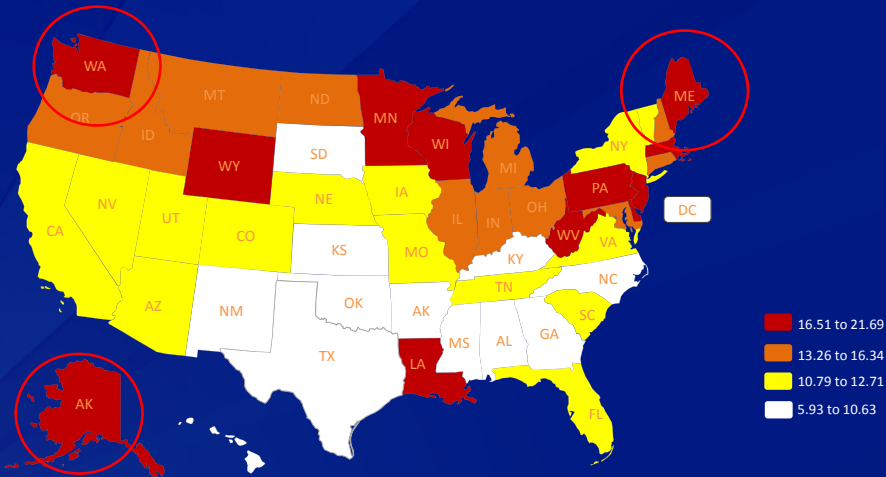 WA
ME
MT
ND
OR
MN
ID
WI
NY
SD
WY
MI
PA
IA
NE
NV
OH
DC
IL
IN
UT
CA
CO
WV
VA
KS
MO
KY
NC
TN
AZ
OK
AK
NM
SC
GA
MS
AL
TX
LA
16.51 to 21.69
13.26 to 16.34
10.79 to 12.71
AK
5.93 to 10.63
FL